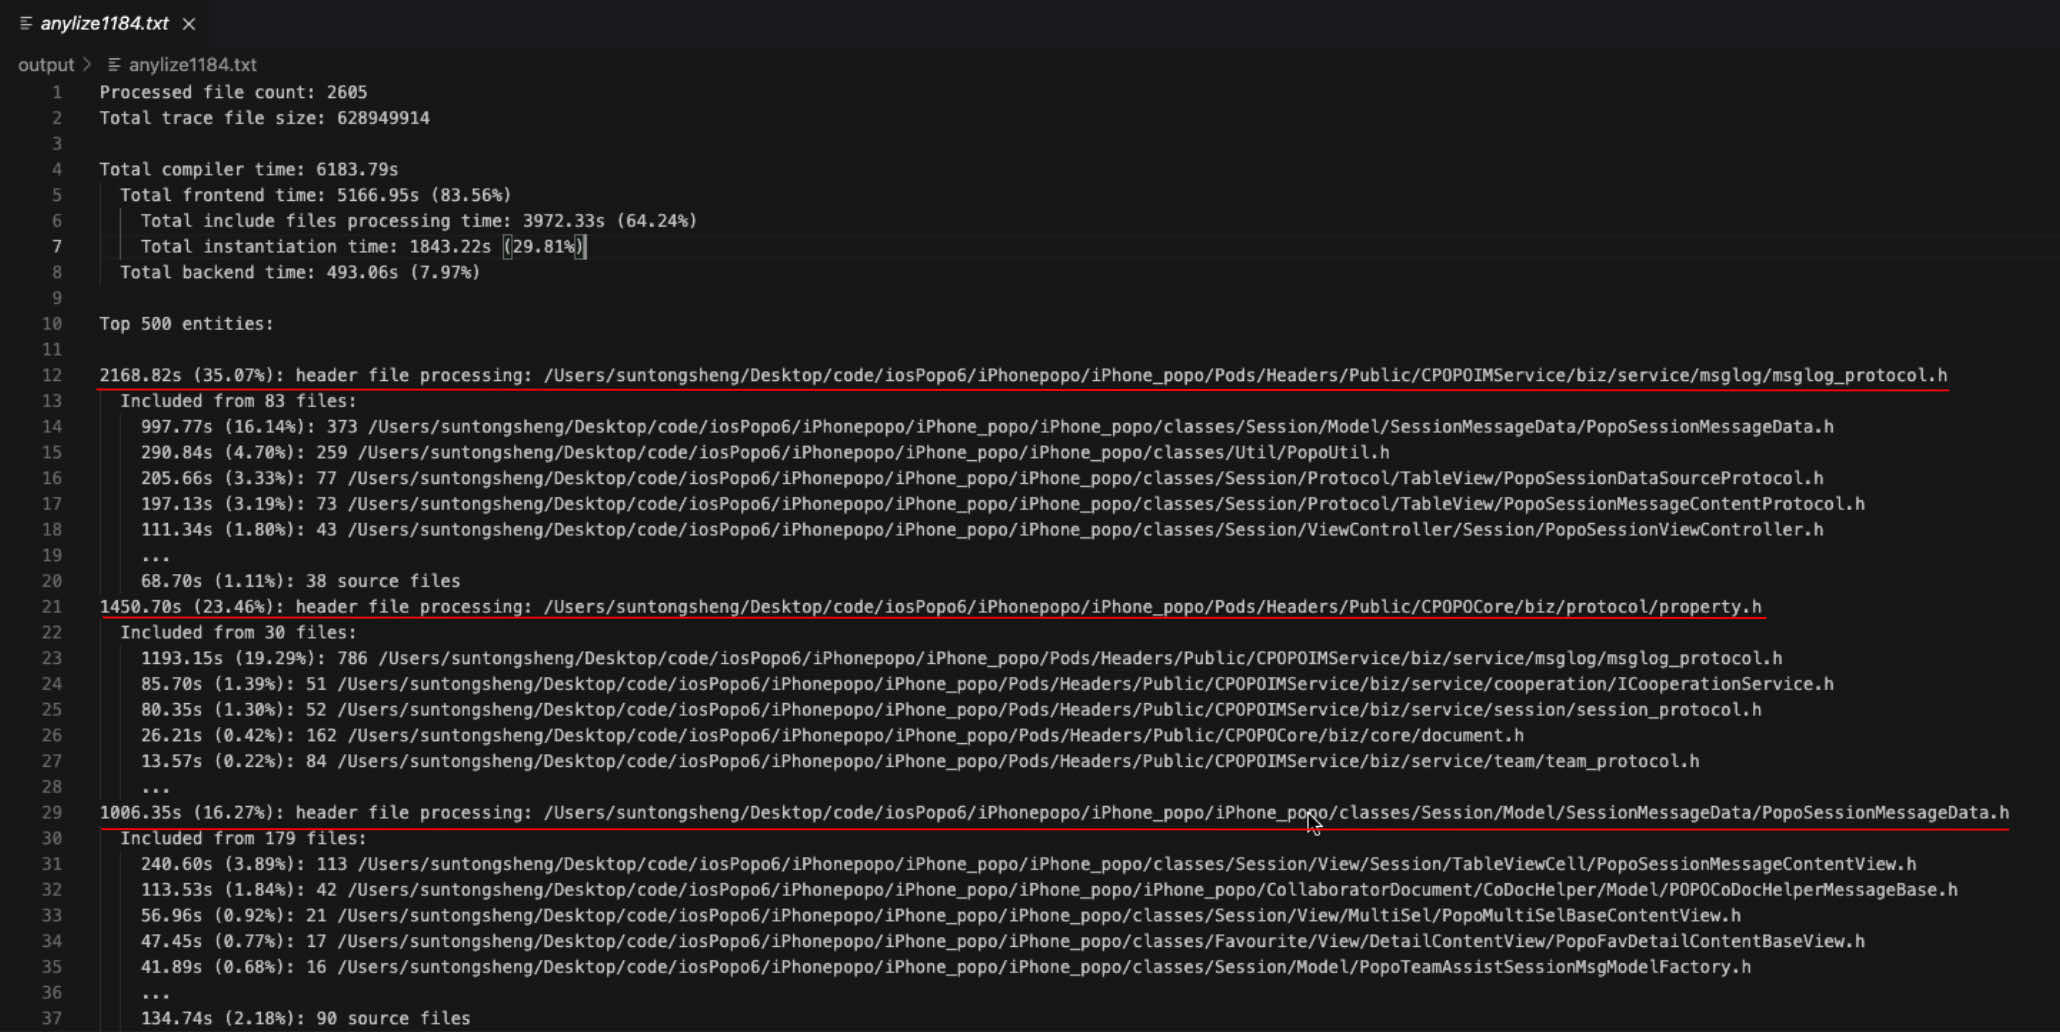 anylize1184.txt
output > anylize1184.txt
1 Processed file count: 2605
2 Total trace file size: 628949914
3
4 Total compiler time: 6183.79s
5 Total frontend time: 5166.95s (83.56%)
6 Total include files processing time: 3972.33s (64.24%)
7 Total instantiation time: 1843.22s (29.81%)
8 Total backend time: 493.06s (7.97%)
9
10 Top 500 entities:
11
12 2168.82s (35.07%): header file processing: /Users/suntongsheng/Desktop/code/iosPopo6/iPhonepopo/iPhone_popo/Pods/Headers/Public/CPOPOIMService/biz/service/msglog/msglog_protocol.h
13 Included from 83 files:
14 997.77s (16.14%): 373 /Users/suntongsheng/Desktop/code/iosPopo6/iPhonepopo/iPhone_popo/iPhone_popo/classes/Session/Model/SessionMessageData/PopoSessionMessageData.h
15 290.84s (4.70%): 259 /Users/suntongsheng/Desktop/code/iosPopo6/iPhonepopo/iPhone_popo/iPhone_popo/classes/Util/PopoUtil.h
16 205.66s (3.33%): 77 /Users/suntongsheng/Desktop/code/iosPopo6/iPhonepopo/iPhone_popo/iPhone_popo/classes/Session/Protocol/TableView/PopoSessionDataSourceProtocol.h
17 197.13s (3.19%): 73 /Users/suntongsheng/Desktop/code/iosPopo6/iPhonepopo/iPhone_popo/iPhone_popo/classes/Session/Protocol/TableView/PopoSessionMessageContentProtocol.h
18 111.34s (1.80%): 43 /Users/suntongsheng/Desktop/code/iosPopo6/iPhonepopo/iPhone_popo/iPhone_popo/classes/Session/ViewController/Session/PopoSessionViewController.h
19 ...
20 68.70s (1.11%): 38 source files
21 1450.70s (23.46%): header file processing: /Users/suntongsheng/Desktop/code/iosPopo6/iPhonepopo/iPhone_popo/Pods/Headers/Public/CPOPOCore/biz/protocol/property.h
22 Included from 30 files:
23 1193.15s (19.29%): 786 /Users/suntongsheng/Desktop/code/iosPopo6/iPhonepopo/iPhone_popo/Pods/Headers/Public/CPOPOIMService/biz/service/msglog/msglog_protocol.h
24 85.70s (1.39%): 51 /Users/suntongsheng/Desktop/code/iosPopo6/iPhonepopo/iPhone_popo/Pods/Headers/Public/CPOPOIMService/biz/service/cooperation/ICooperationService.h
25 80.35s (1.30%): 52 /Users/suntongsheng/Desktop/code/iosPopo6/iPhonepopo/iPhone_popo/Pods/Headers/Public/CPOPOIMService/biz/service/session/session_protocol.h
26 26.21s (0.42%): 162 /Users/suntongsheng/Desktop/code/iosPopo6/iPhonepopo/iPhone_popo/Pods/Headers/Public/CPOPOCore/biz/core/document.h
27 13.57s (0.22%): 84 /Users/suntongsheng/Desktop/code/iosPopo6/iPhonepopo/iPhone_popo/Pods/Headers/Public/CPOPOIMService/biz/service/team/team_protocol.h
28 ...
29 1006.35s (16.27%): header file processing: /Users/suntongsheng/Desktop/code/iosPopo6/iPhonepopo/iPhone_popo/iPhone_popo/classes/Session/Model/SessionMessageData/PopoSessionMessageData.h
30 Included from 179 files:
31 240.60s (3.89%): 113 /Users/suntongsheng/Desktop/code/iosPopo6/iPhonepopo/iPhone_popo/iPhone_popo/classes/Session/View/Session/TableViewCell/PopoSessionMessageContentView.h
32 113.53s (1.84%): 42 /Users/suntongsheng/Desktop/code/iosPopo6/iPhonepopo/iPhone_popo/iPhone_popo/CollaboratorDocument/CoDocHelper/Model/POPOCoDocHelperMessageBase.h
33 56.96s (0.92%): 21 /Users/suntongsheng/Desktop/code/iosPopo6/iPhonepopo/iPhone_popo/iPhone_popo/classes/Session/View/MultiSel/PopoMultiSelBaseContentView.h
34 47.45s (0.77%): 17 /Users/suntongsheng/Desktop/code/iosPopo6/iPhonepopo/iPhone_popo/iPhone_popo/classes/Favourite/View/DetailContentView/PopoFavDetailContentBaseView.h
35 41.89s (0.68%): 16 /Users/suntongsheng/Desktop/code/iosPopo6/iPhonepopo/iPhone_popo/iPhone_popo/classes/Session/Model/PopoTeamAssistSessionMsgModelFactory.h
36 ...
37 134.74s (2.18%): 90 source files